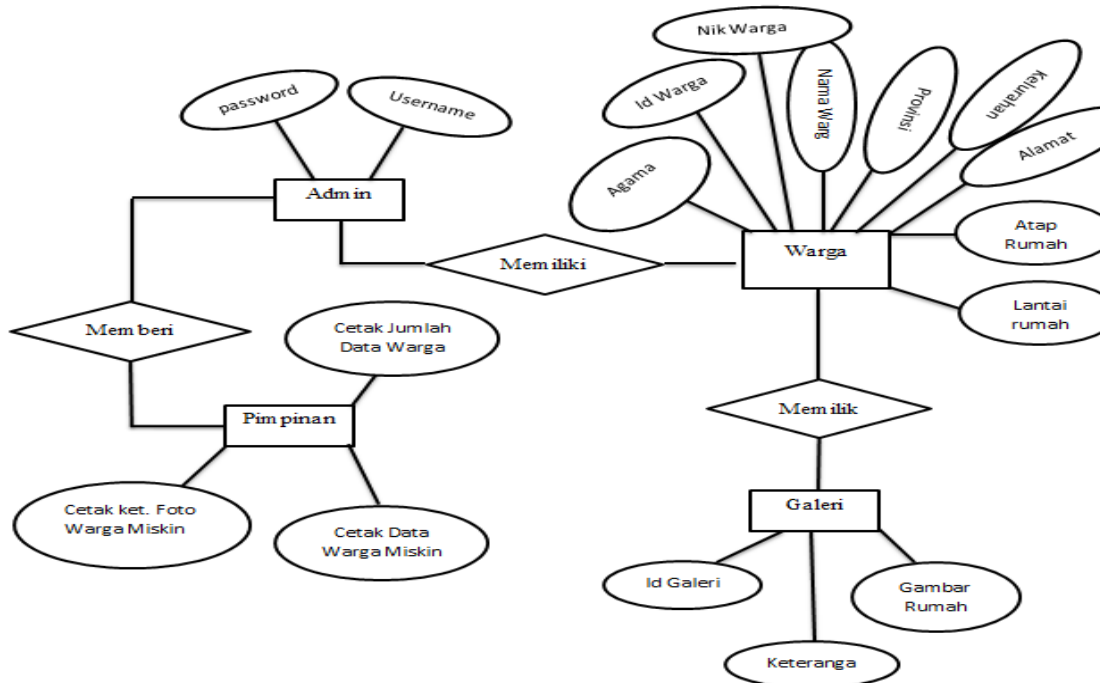 Nik Warga
password
Username
Id Warga
Nama Warg
Provinsi
Kelurahan
Alamat
Agama
Admin
Atap
Rumah
Memiliki
Warga
Lantai
rumah
Memberi
Cetak Jumlah
Data Warga
Memilik
Pimpinan
Cetak ket. Foto
Warga Miskin
Cetak Data
Warga Miskin
Galeri
Id Galeri
Gambar
Rumah
Keteranga